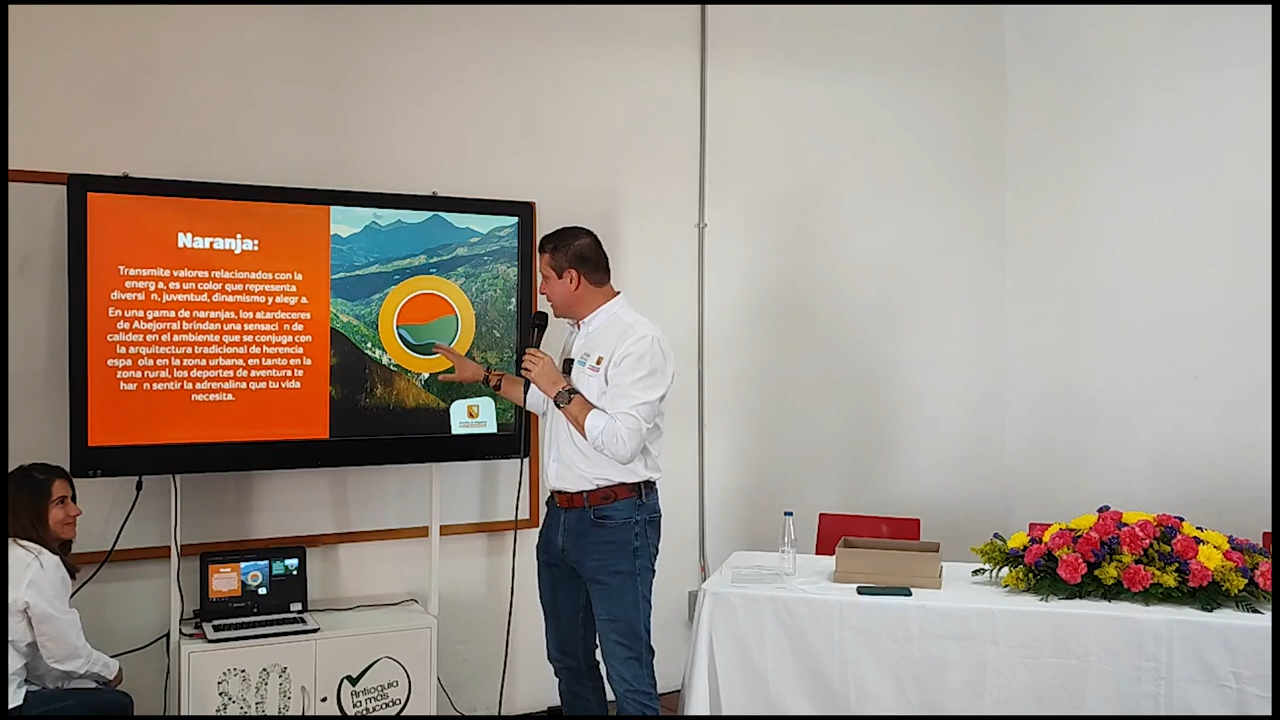 Naranja:
Transmite valores relacionados con la
energ a, es un color que representa
diversi n, juventud, dinamismo y alegr a.
En una gama de naranjas, los atardeceres
de Abejorral brindan una sensaci n de
calidez en el ambiente que se conjuga con
la arquitectura tradicional de herencia
espa ola en la zona urbana, en tanto en la
zona rural, los deportes de aventura te
har n sentir la adrenalina que tu vida
necesita.
80
Antioquia
la más
educada